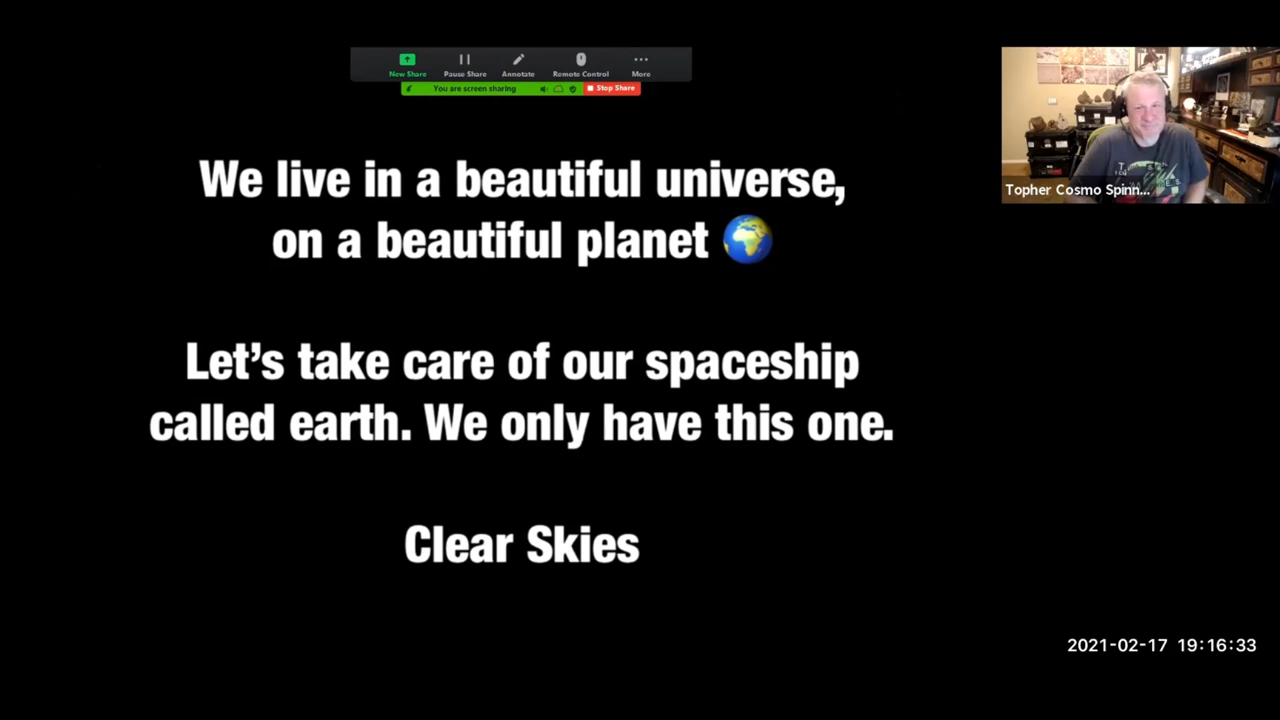 New Share
Pause Share
Annotate
Remote Control
More
You are screen sharing
Stop Share
We live in a beautiful universe,
on a beautiful planet 🌍
Let’s take care of our spaceship
called earth. We only have this one.
Clear Skies
Topher Cosmo Spinn...
2021-02-17 19:16:33